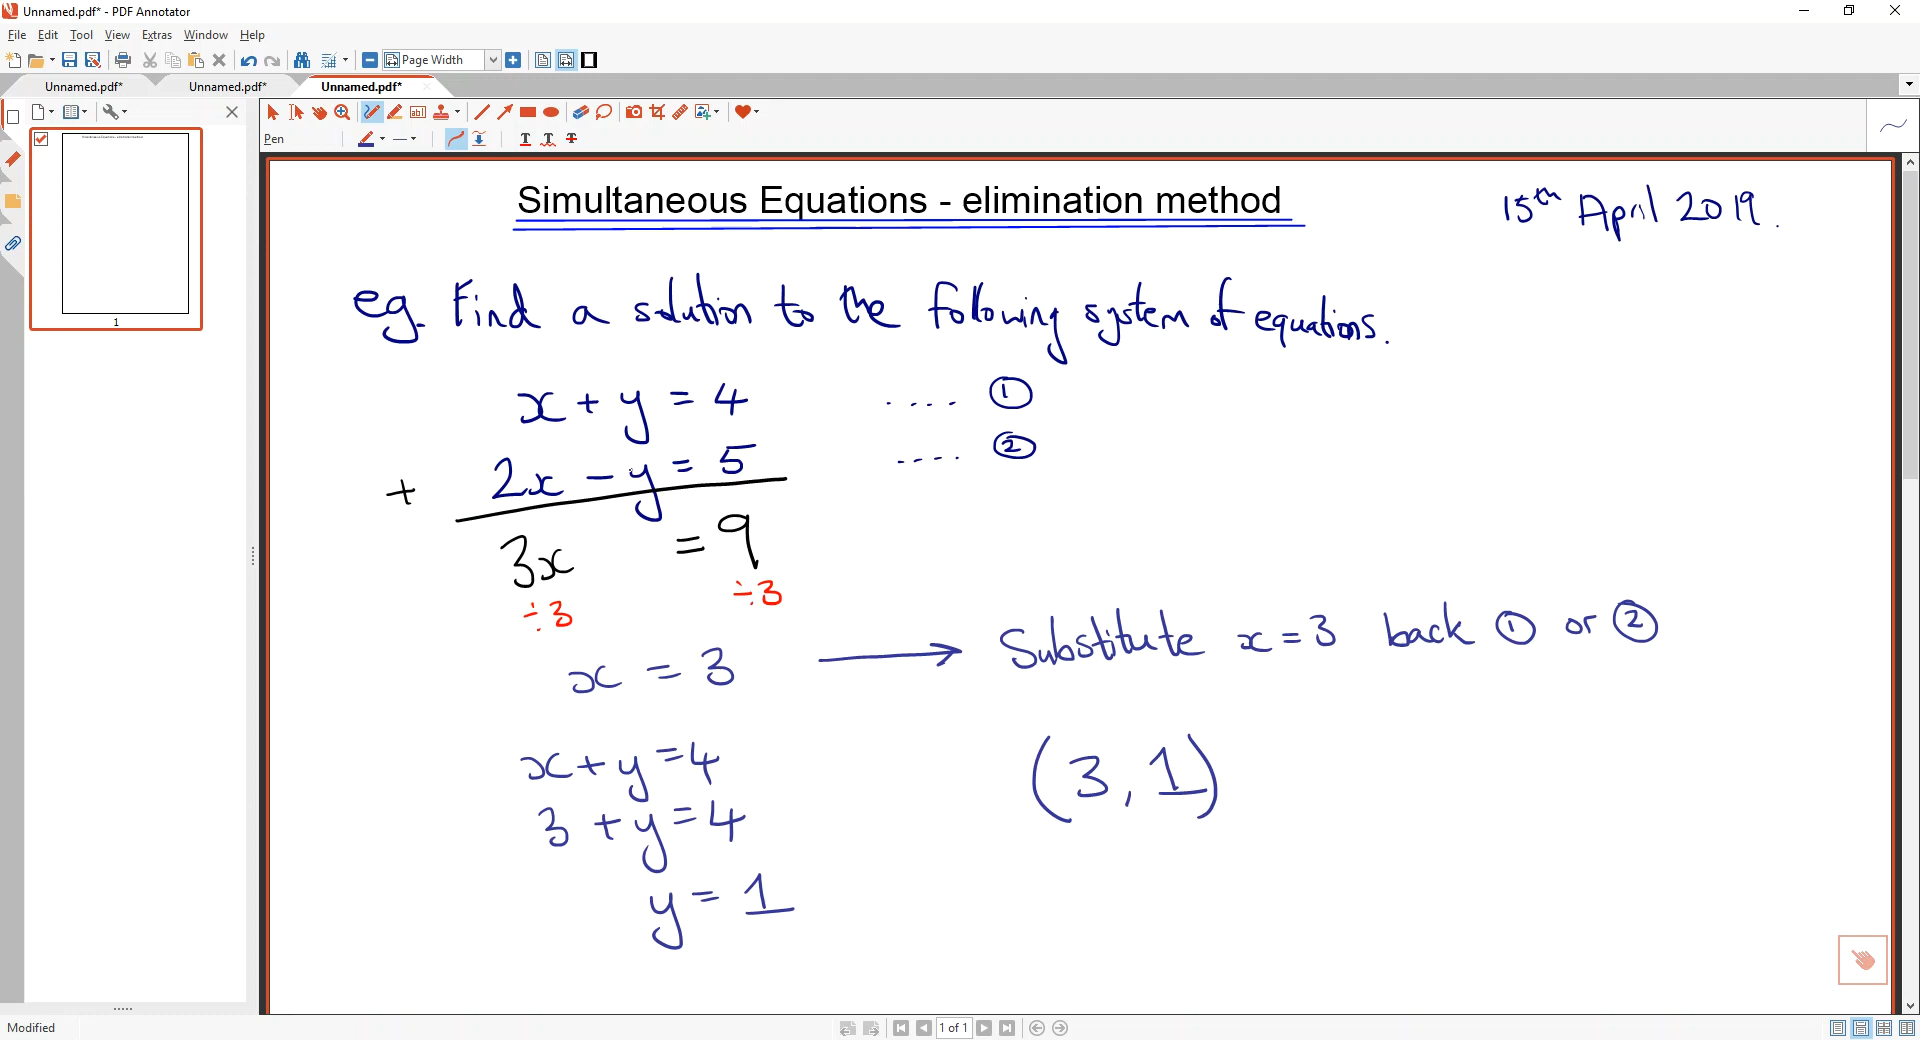 Unnamed.pdf* - PDF Annotator
File Edit Tool View Extras Window Help
Page Width
Unnamed.pdf* Unnamed.pdf* Unnamed.pdf*
Pen
1
Simultaneous Equations - elimination method
15th April 2019.
eg. Find a solution to the following system of equations.
x + y = 4 .... ①
2x - y = 5 .... ②
+
3x = 9
÷3 ÷3
x = 3 → Substitute x = 3 back ① or ②
x + y = 4
(3, 1)
3 + y = 4
y = 1
Modified
1 of 1